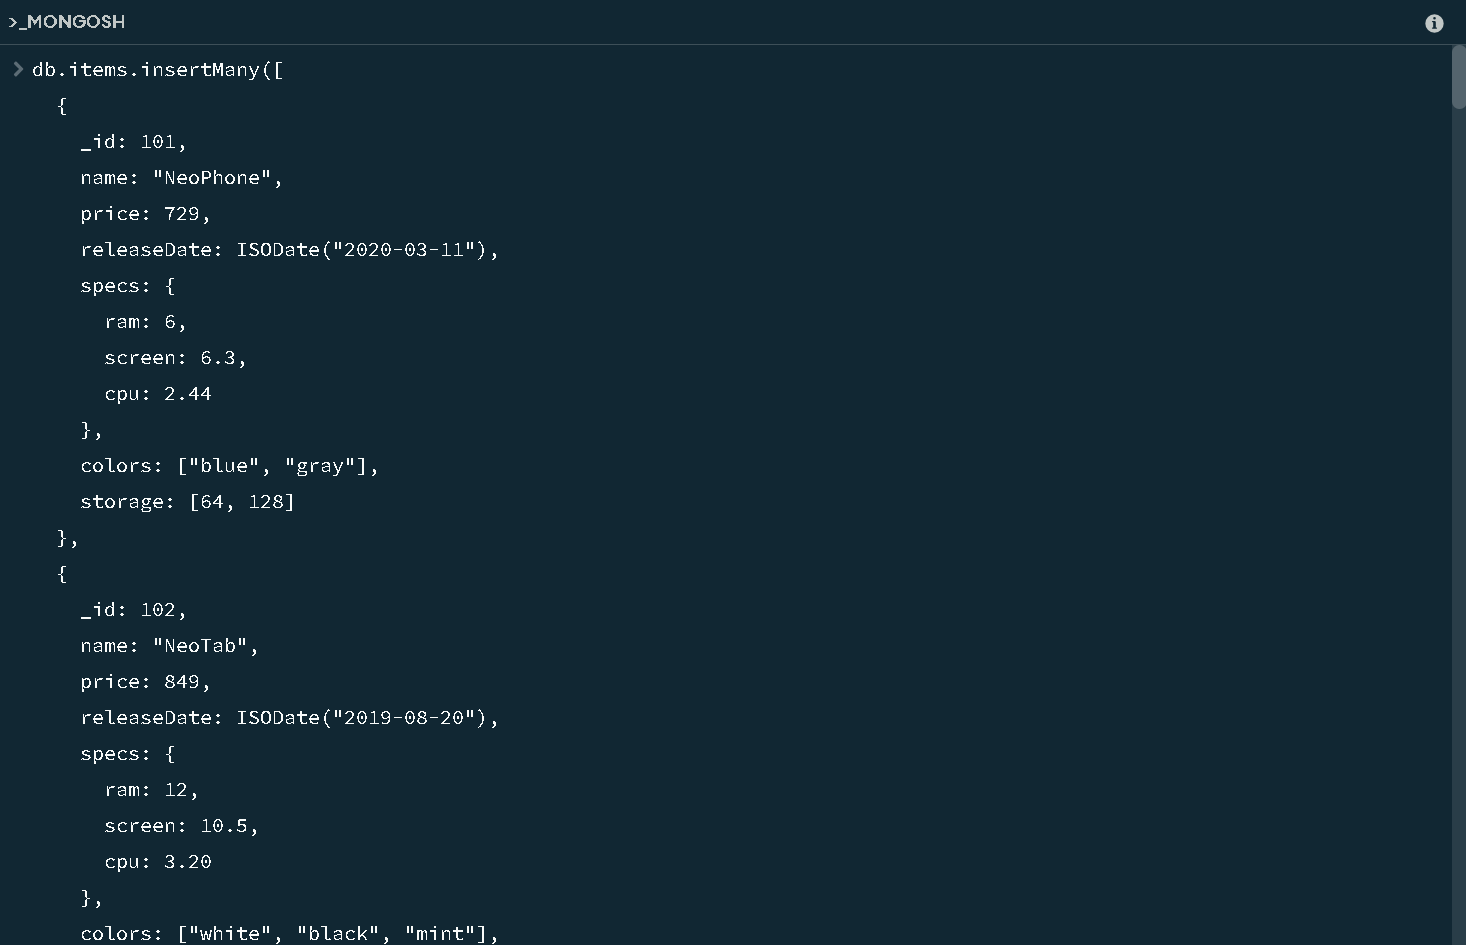 >_MONGOSH
> db.items.insertMany([
{
_id: 101,
name: "NeoPhone",
price: 729,
releaseDate: ISODate("2020-03-11"),
specs: {
ram: 6,
screen: 6.3,
cpu: 2.44
},
colors: ["blue", "gray"],
storage: [64, 128]
},
{
_id: 102,
name: "NeoTab",
price: 849,
releaseDate: ISODate("2019-08-20"),
specs: {
ram: 12,
screen: 10.5,
cpu: 3.20
},
colors: ["white", "black", "mint"],